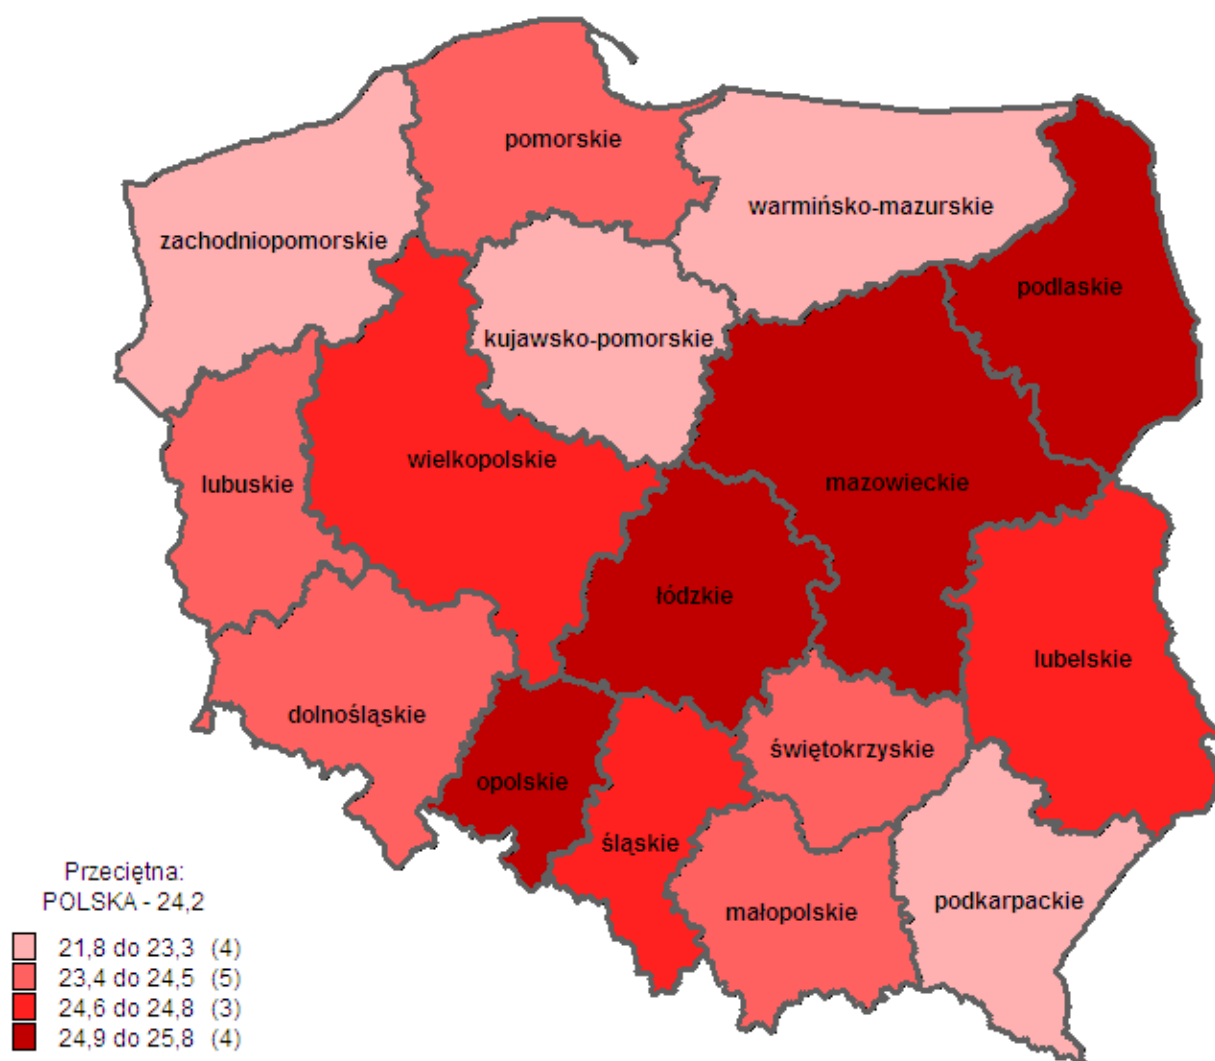 pomorskie
warmińsko-mazurskie
zachodniopomorskie
podlaskie
kujawsko-pomorskie
wielkopolskie
lubuskie
mazowieckie
łódzkie
lubelskie
dolnośląskie
świętokrzyskie
opolskie
śląskie
podkarpackie
małopolskie
Przeciętna:
POLSKA - 24,2
21,8 do 23,3 (4)
23,4 do 24,5 (5)
24,6 do 24,8 (3)
24,9 do 25,8 (4)